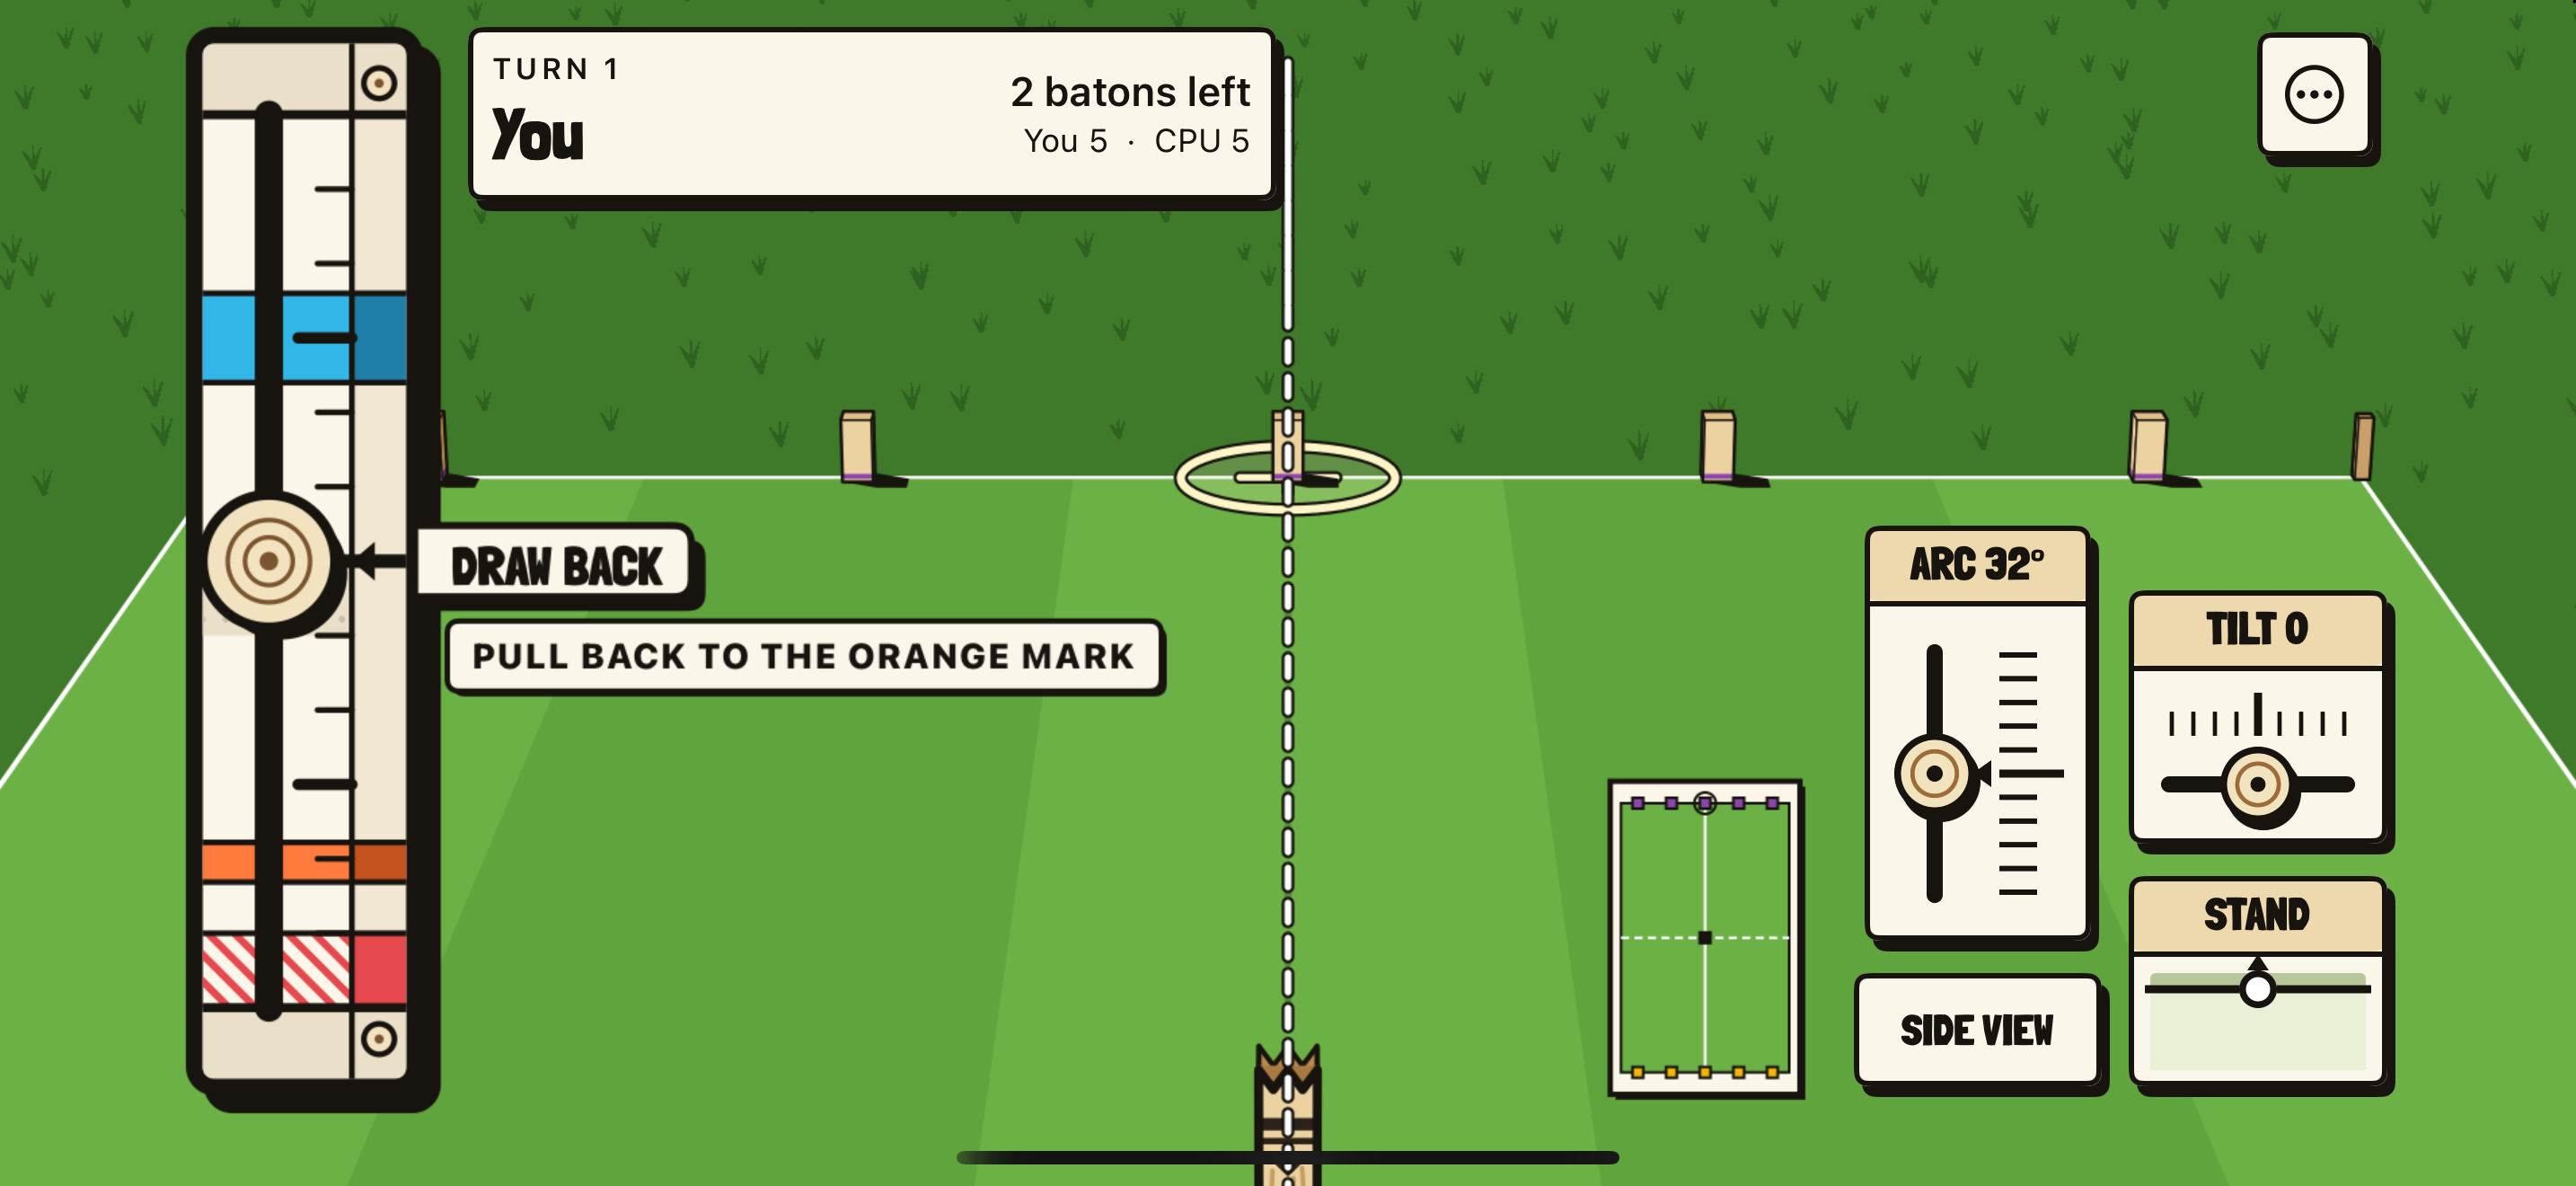 TURN 1
You
2 batons left
You 5 · CPU 5
DRAW BACK
PULL BACK TO THE ORANGE MARK
ARC 32°
TILT 0
STAND
SIDE VIEW